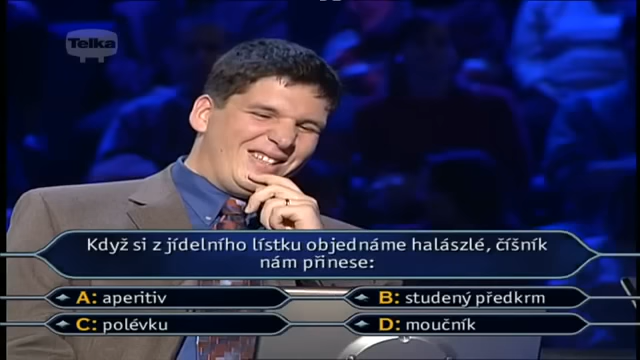 Telka
Když si z jídelního lístku objednáme halászlé, číšník
nám přinese:
A: aperitiv
B: studený předkrm
C: polévku
D: moučník